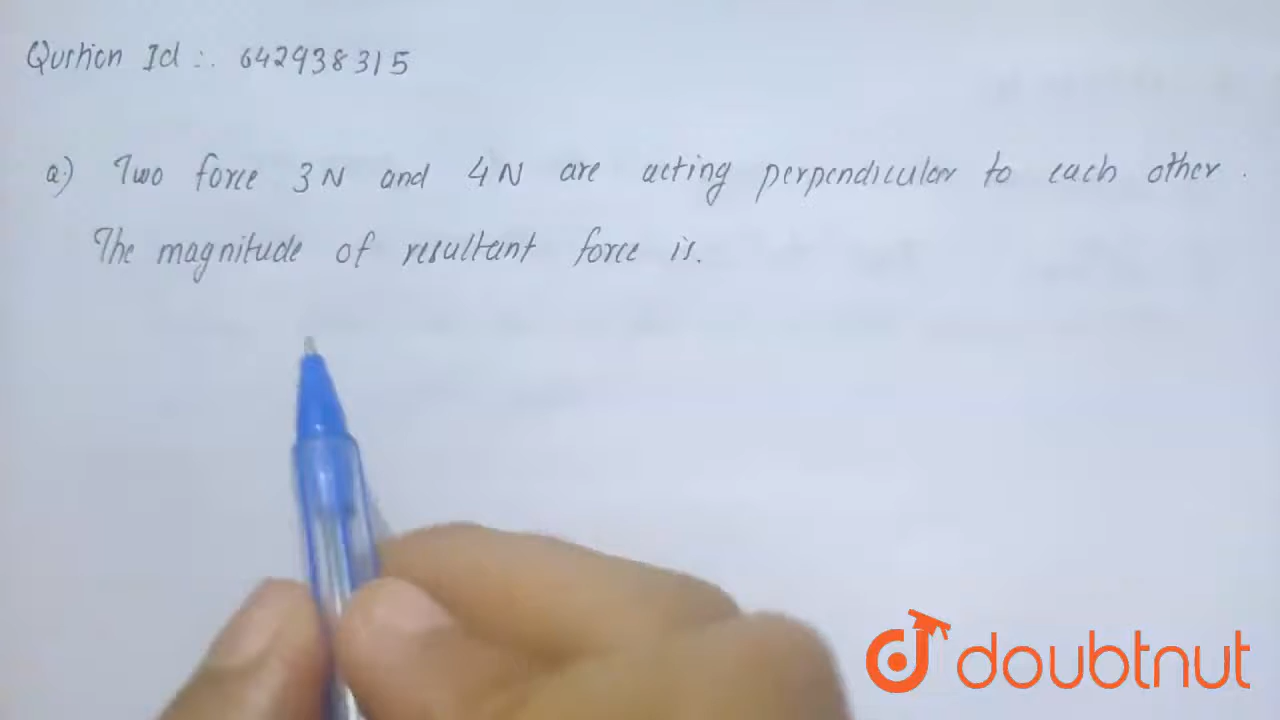 Qustion Id :. 642938315
a.) Two force 3N and 4N are acting perpendicular to each other.
The magnitude of resultant force is.
doubtnut